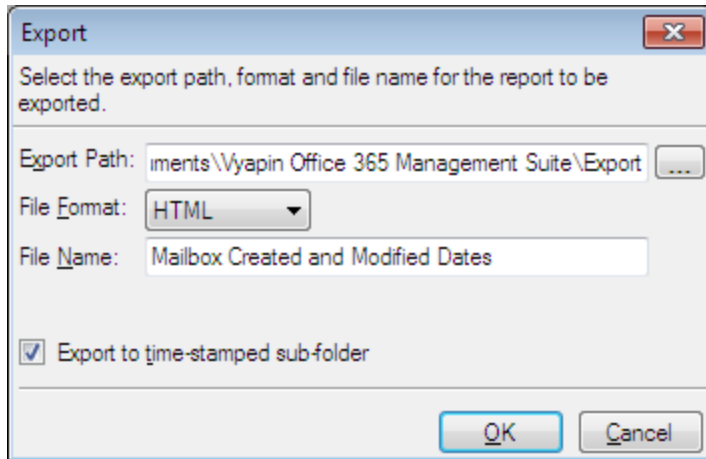 Export
Select the export path, format and file name for the report to be
exported.
Export Path: ıments\Vyapin Office 365 Management Suite\Export ...
File Format: HTML
File Name: Mailbox Created and Modified Dates
Export to time-stamped sub-folder
OK Cancel